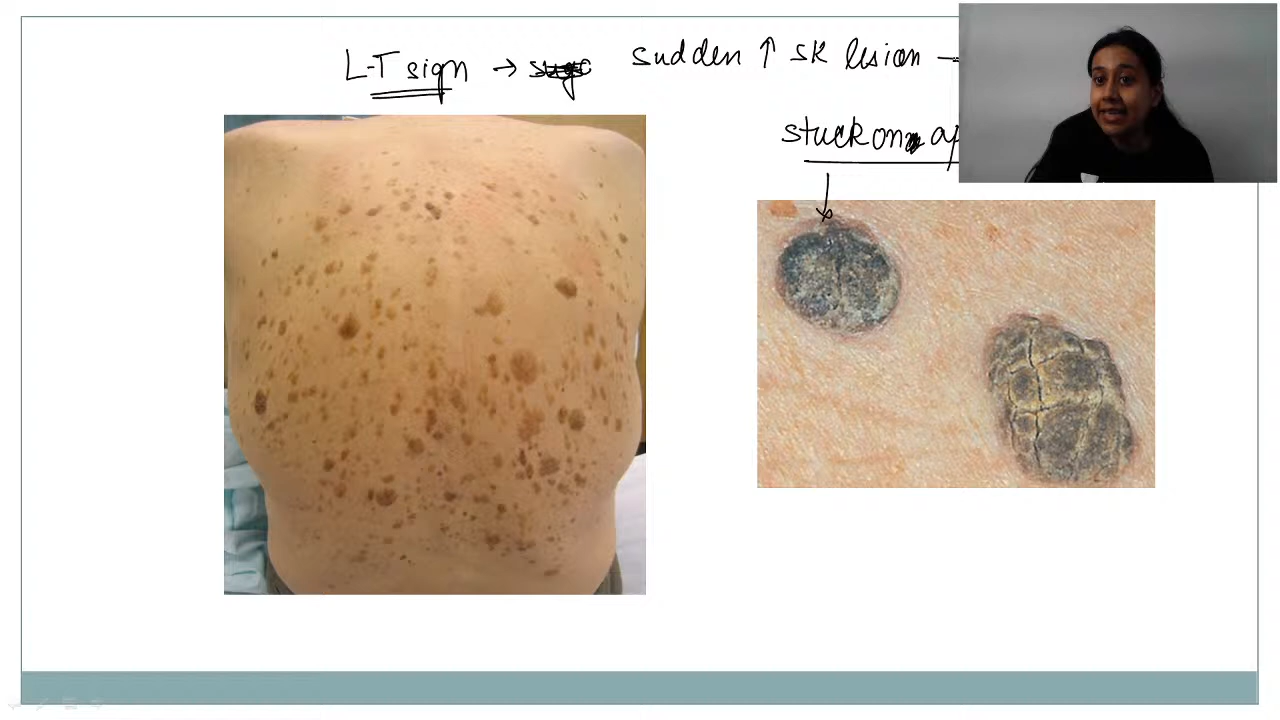 L-T sign → sudden ↑ SK lesion →
stuck on ap